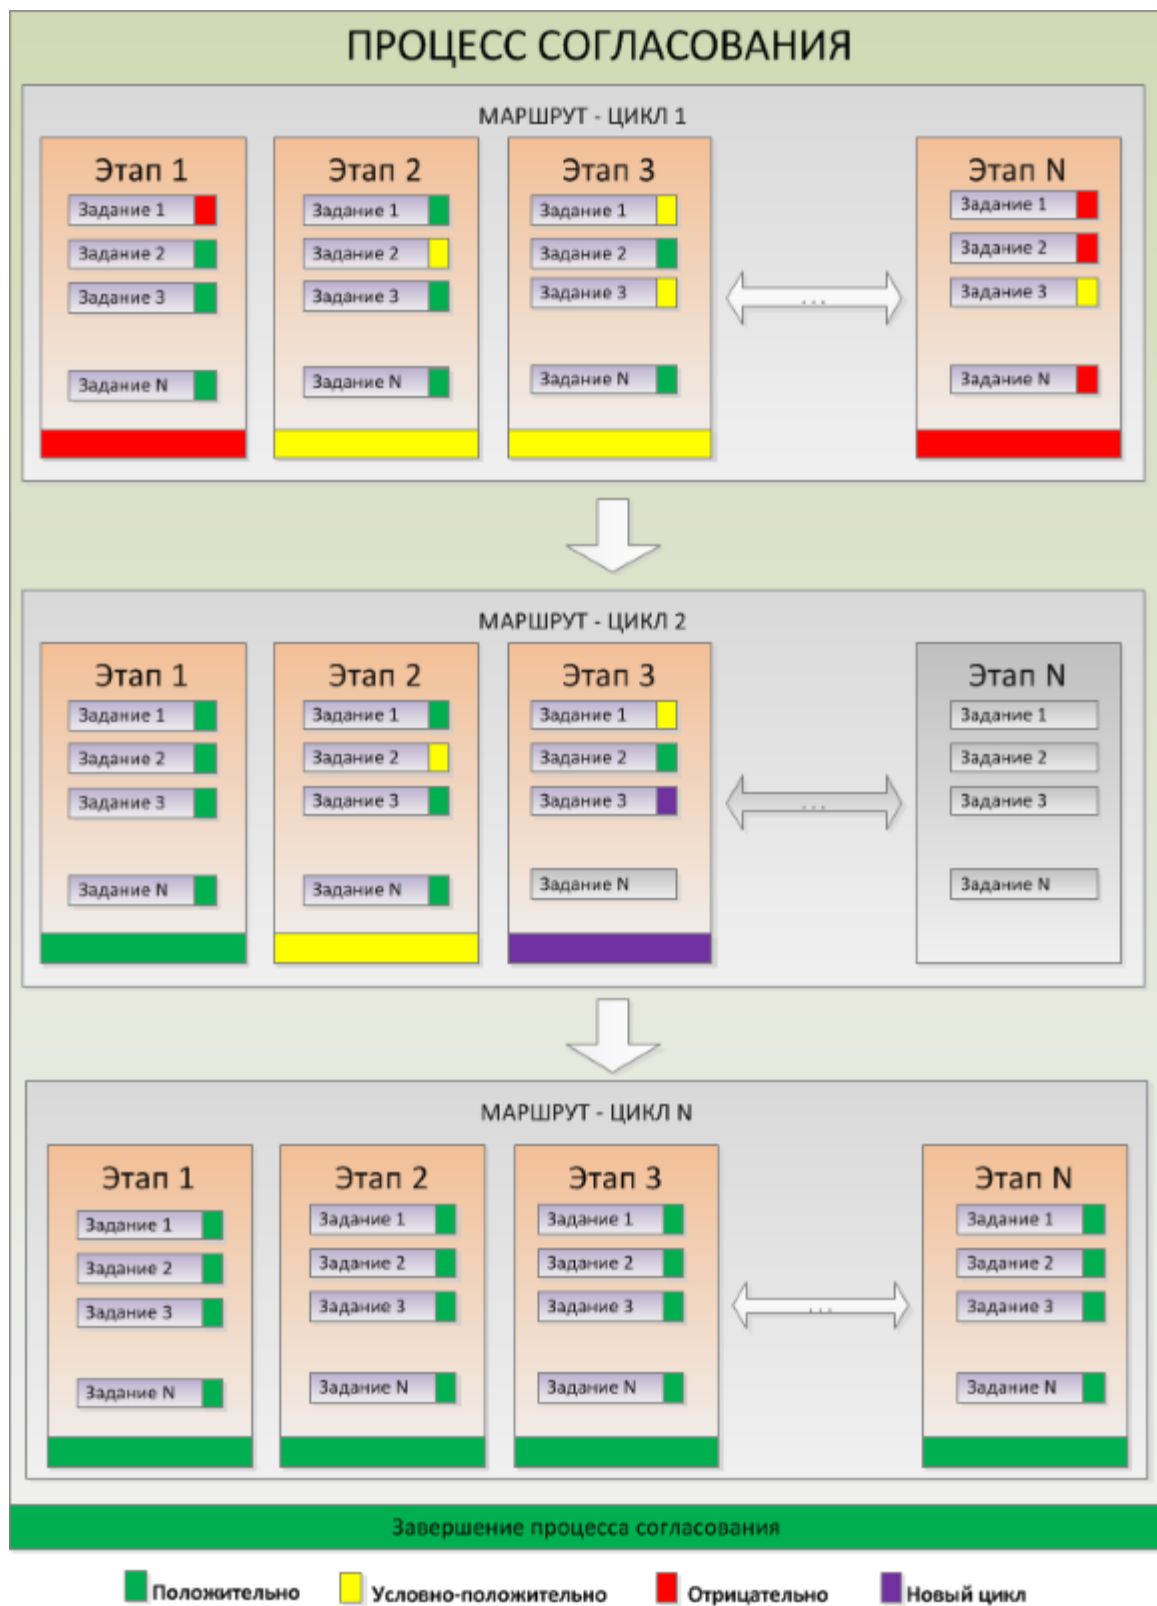 ПРОЦЕСС СОГЛАСОВАНИЯ
МАРШРУТ - ЦИКЛ 1
Этап 1
Задание 1
Задание 2
Задание 3
Задание N
Этап 2
Задание 1
Задание 2
Задание 3
Задание N
Этап 3
Задание 1
Задание 2
Задание 3
Задание N
...
Этап N
Задание 1
Задание 2
Задание 3
Задание N
МАРШРУТ - ЦИКЛ 2
Этап 1
Задание 1
Задание 2
Задание 3
Задание N
Этап 2
Задание 1
Задание 2
Задание 3
Задание N
Этап 3
Задание 1
Задание 2
Задание 3
Задание N
...
Этап N
Задание 1
Задание 2
Задание 3
Задание N
МАРШРУТ - ЦИКЛ N
Этап 1
Задание 1
Задание 2
Задание 3
Задание N
Этап 2
Задание 1
Задание 2
Задание 3
Задание N
Этап 3
Задание 1
Задание 2
Задание 3
Задание N
...
Этап N
Задание 1
Задание 2
Задание 3
Задание N
Завершение процесса согласования
Положительно
Условно-положительно
Отрицательно
Новый цикл